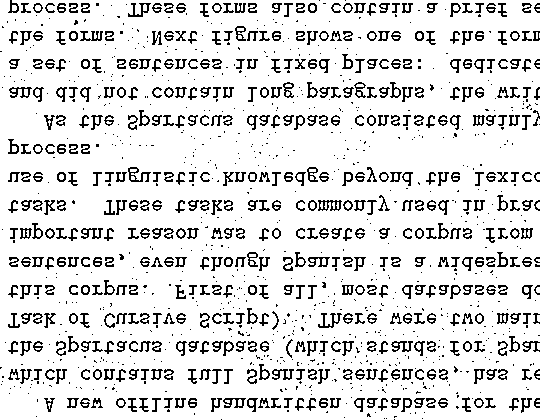 A new offline handwritten database for the
which contains full Spanish sentences, has re
the Spartacus database (which stands for Span
Task of Cursive Script). There were two main
this corpus. First of all, most databases do
sentences, even though Spanish is a widesprea
important reason was to create a corpus from
tasks. These tasks are commonly used in prac
use of linguistic knowledge beyond the lexico
process.
As the Spartacus database consisted mainly
and did not contain long paragraphs, the writ
a set of sentences in fixed places: dedicate
the forms. Next figure shows one of the form
process. These forms also contain a brief se